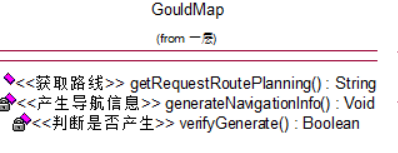 GouldMap
(from 一层)
<<获取路线>> getRequestRoutePlanning() : String
<<产生导航信息>> generateNavigationInfo() : Void
<<判断是否产生>> verifyGenerate() : Boolean